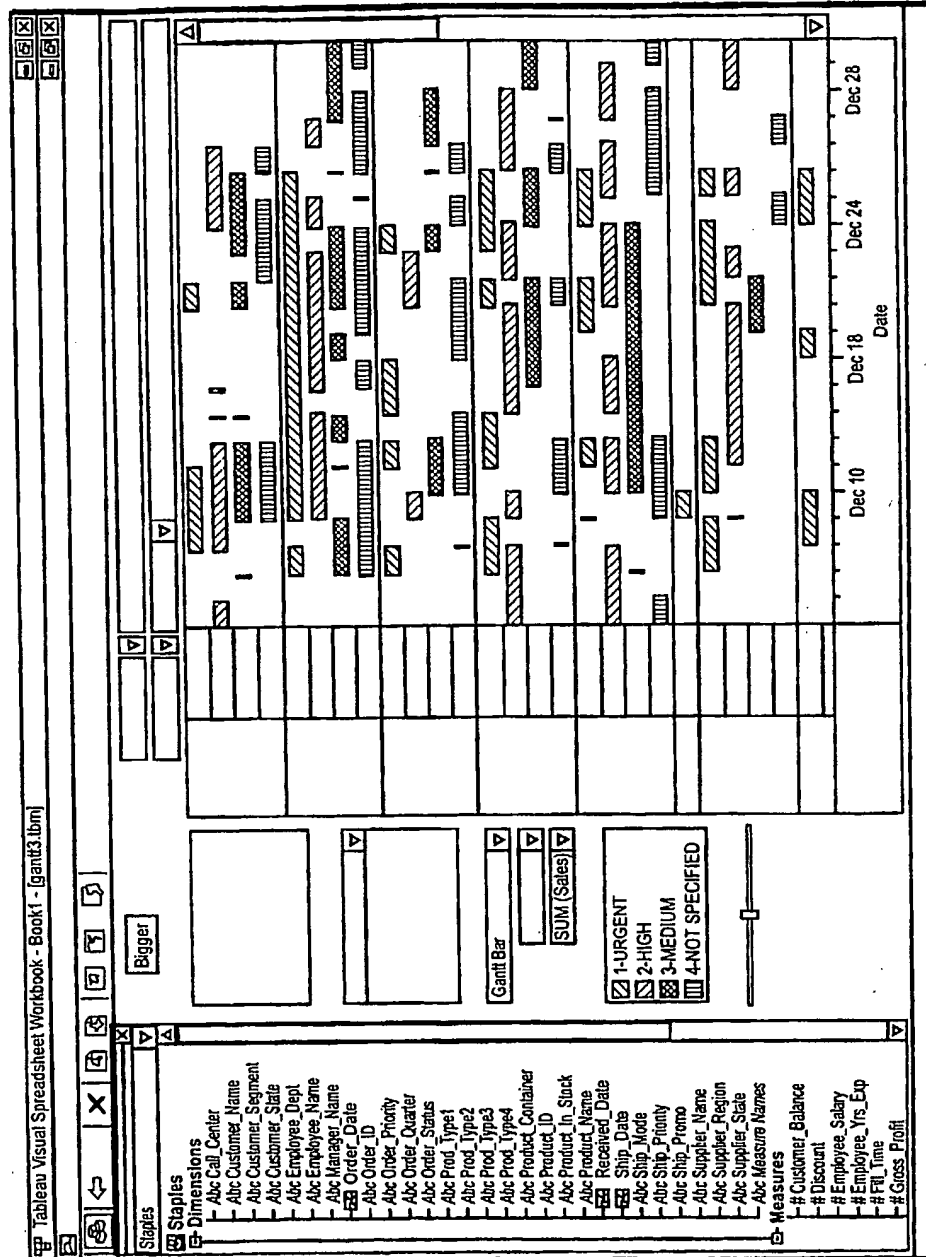 Tableau Visual Spreadsheet Workbook - Book1 - [gantt3.tbm]
Bigger
Staples
Staples
Dimensions
Abc Call_Center
Abc Customer_Name
Abc Customer_Segment
Abc Customer_State
Abc Employee_Dept
Abc Employee_Name
Abc Manager_Name
Order_Date
Abc Order_ID
Abc Order_Priority
Abc Order_Quarter
Abc Order_Status
Abc Prod_Type1
Abc Prod_Type2
Abc Prod_Type3
Abc Prod_Type4
Abc Product_Container
Abc Product_ID
Abc Product_In_Stock
Abc Product_Name
Received_Date
Ship_Date
Abc Ship_Mode
Abc Ship_Priority
Abc Ship_Promo
Abc Supplier_Name
Abc Supplier_Region
Abc Supplier_State
Abc Measure Names
Measures
# Customer_Balance
# Discount
# Employee_Salary
# Employee_Yrs_Exp
# Fill_Time
# Gross_Profit
Gantt Bar
SUM (Sales)
1-URGENT
2-HIGH
3-MEDIUM
4-NOT SPECIFIED
Dec 10
Dec 18
Dec 24
Dec 28
Date